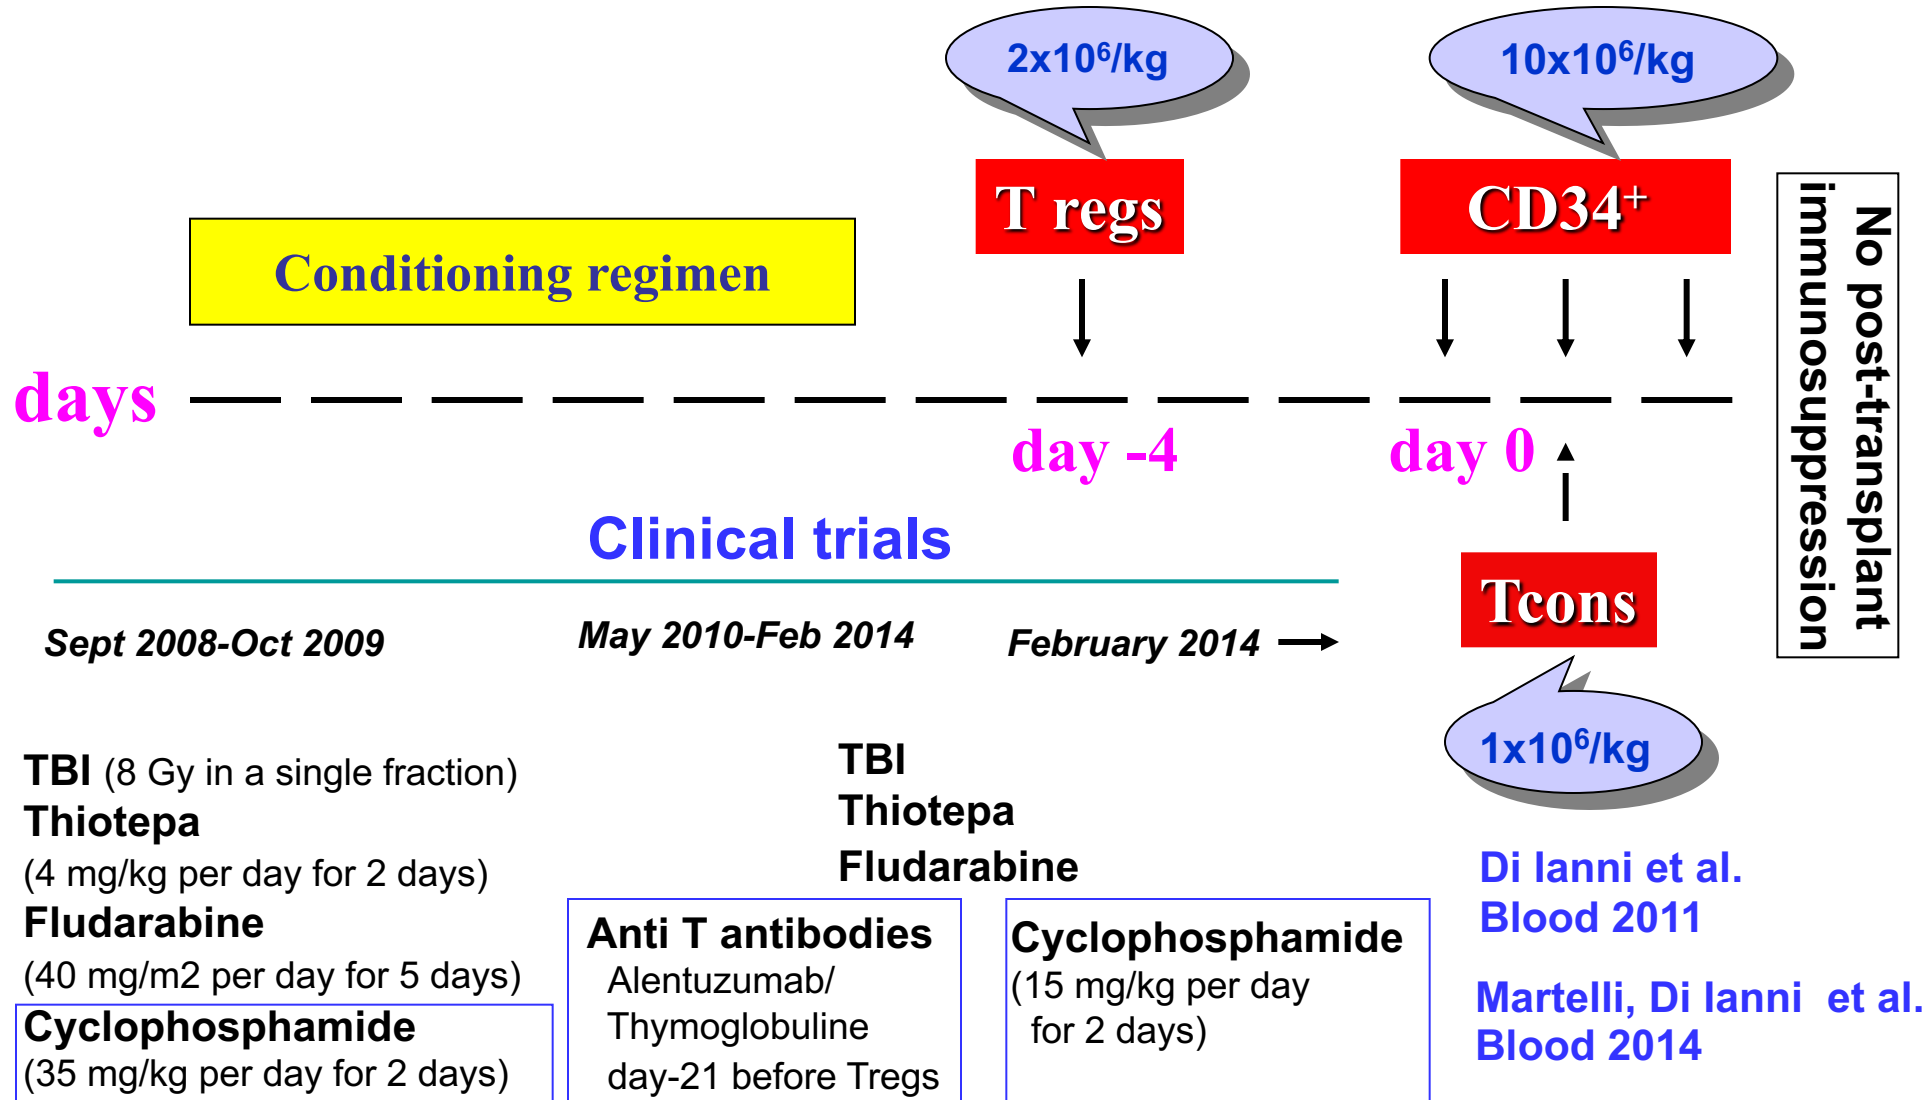 2x10⁶/kg
10x10⁶/kg
T regs
CD34⁺
Conditioning regimen
No post-transplant
immunosuppression
days
day -4
day 0
Clinical trials
Tcons
Sept 2008-Oct 2009
May 2010-Feb 2014
February 2014
1x10⁶/kg
TBI (8 Gy in a single fraction)
Thiotepa
(4 mg/kg per day for 2 days)
Fludarabine
(40 mg/m2 per day for 5 days)
Cyclophosphamide
(35 mg/kg per day for 2 days)
TBI
Thiotepa
Fludarabine
Anti T antibodies
Alentuzumab/
Thymoglobuline
day-21 before Tregs
Cyclophosphamide
(15 mg/kg per day
for 2 days)
Di Ianni et al.
Blood 2011
Martelli, Di Ianni et al.
Blood 2014